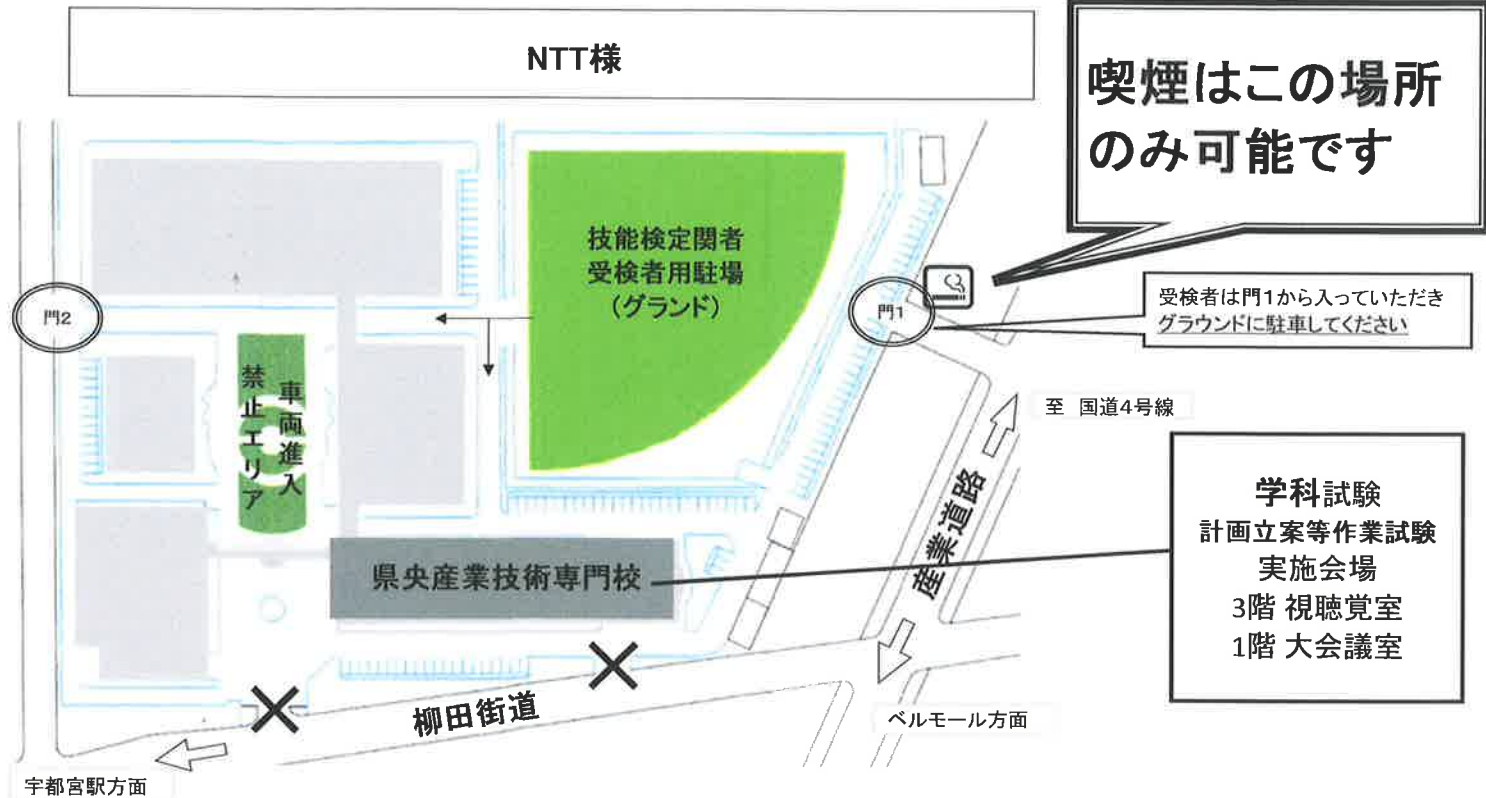 NTT様
喫煙はこの場所
のみ可能です
技能検定関者
受検者用駐場
(グランド)
門1
門2
受検者は門1から入っていただき
グラウンドに駐車してください
車両進入
禁止エリア
至 国道4号線
産業道路
県央産業技術専門校
学科試験
計画立案等作業試験
実施会場
3階 視聴覚室
1階 大会議室
柳田街道
ベルモール方面
宇都宮駅方面